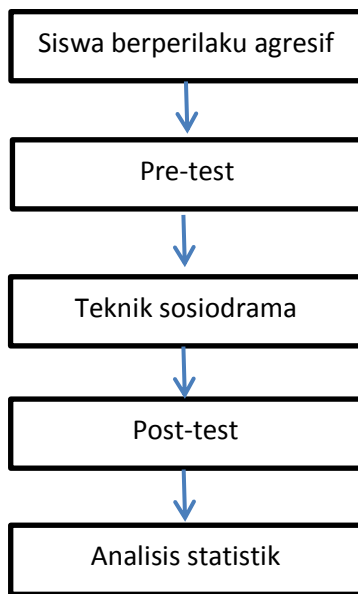 Siswa berperilaku agresif
Pre-test
Teknik sosiodrama
Post-test
Analisis statistik